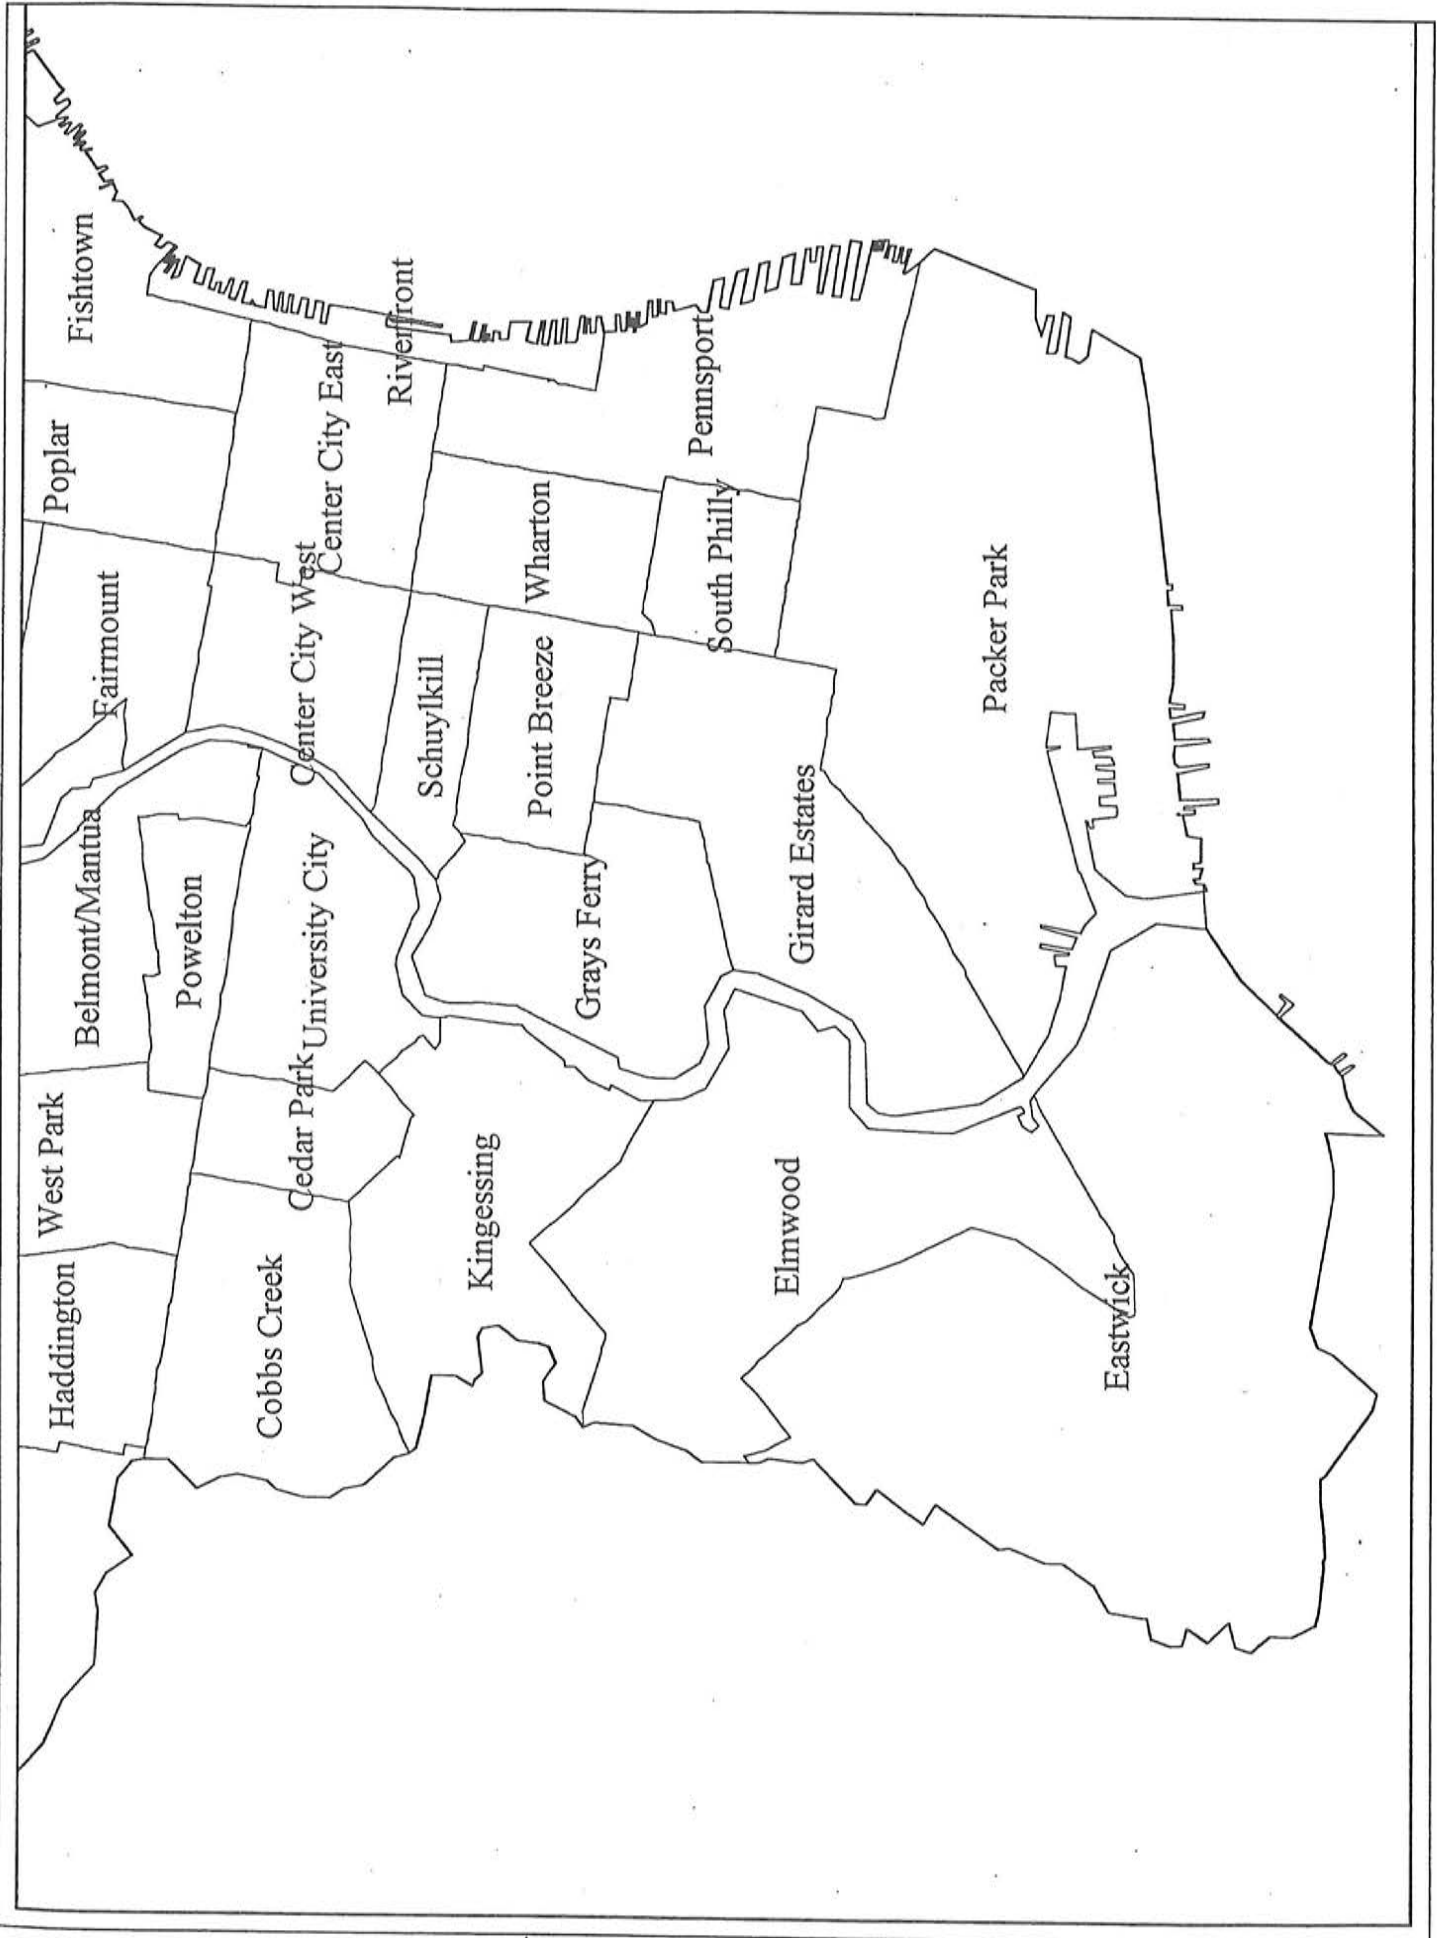 Haddington
West Park
Belmont/Mantua
Fairmount
Poplar
Fishtown
Powelton
Cobbs Creek
Cedar Park
University City
Center City West
Center City East
Riverfront
Kingessing
Schuylkill
Point Breeze
Wharton
Grays Ferry
South Philly
Pennsport
Elmwood
Girard Estates
Packer Park
Eastwick